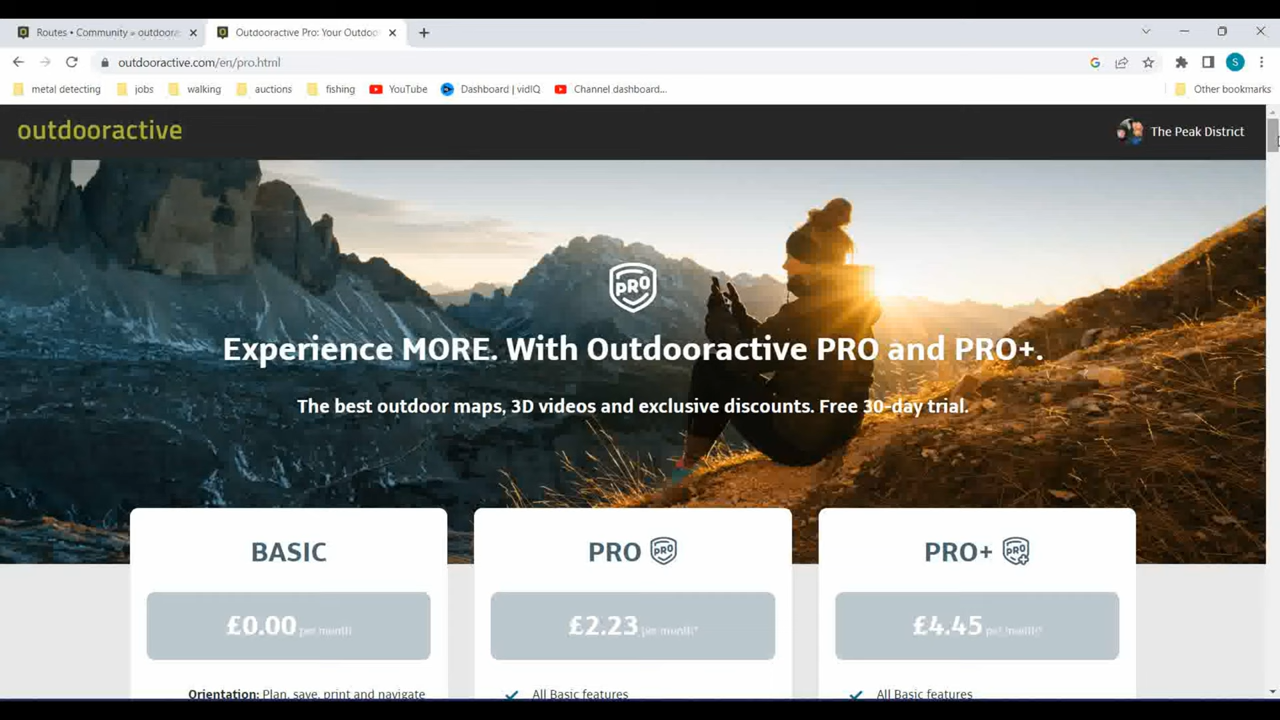 Routes • Community » outdoora
Outdooractive Pro: Your Outdoo
outdooractive.com/en/pro.html
S
metal detecting
jobs
walking
auctions
fishing
YouTube
Dashboard | vidIQ
Channel dashboard...
Other bookmarks
outdooractive
The Peak District
PRO
Experience MORE. With Outdooractive PRO and PRO+.
The best outdoor maps, 3D videos and exclusive discounts. Free 30-day trial.
BASIC
£0.00 per month
Orientation: Plan, save, print and navigate
PRO PRO
£2.23 per month*
All Basic features
PRO+ PRO
£4.45 per month*
All Basic features